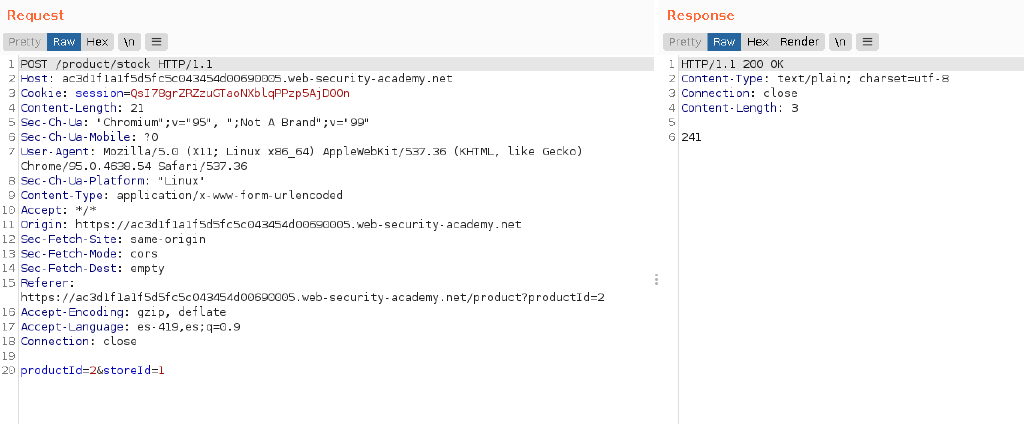 Request
Pretty Raw Hex \n
1 POST /product/stock HTTP/1.1
2 Host: ac3d1f1a1f5d5fc5c043454d00690005.web-security-academy.net
3 Cookie: session=QsI78grZRZzuGTaoNXblqPPzp5AjD0On
4 Content-Length: 21
5 Sec-Ch-Ua: "Chromium";v="95", ";Not A Brand";v="99"
6 Sec-Ch-Ua-Mobile: ?0
7 User-Agent: Mozilla/5.0 (X11; Linux x86_64) AppleWebKit/537.36 (KHTML, like Gecko)
Chrome/95.0.4638.54 Safari/537.36
8 Sec-Ch-Ua-Platform: "Linux"
9 Content-Type: application/x-www-form-urlencoded
10 Accept: */*
11 Origin: https://ac3d1f1a1f5d5fc5c043454d00690005.web-security-academy.net
12 Sec-Fetch-Site: same-origin
13 Sec-Fetch-Mode: cors
14 Sec-Fetch-Dest: empty
15 Referer:
https://ac3d1f1a1f5d5fc5c043454d00690005.web-security-academy.net/product?productId=2
16 Accept-Encoding: gzip, deflate
17 Accept-Language: es-419,es;q=0.9
18 Connection: close
19
20 productId=2&storeId=1
Response
Pretty Raw Hex Render \n
1 HTTP/1.1 200 OK
2 Content-Type: text/plain; charset=utf-8
3 Connection: close
4 Content-Length: 3
5
6 241